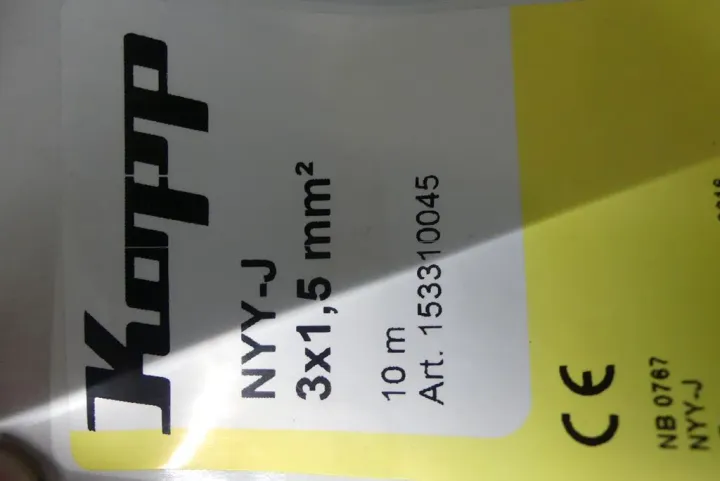 Kopp
NYY-J
3x1,5 mm²
10 m
Art. 153310045
CE
NB 0767
NYY-J